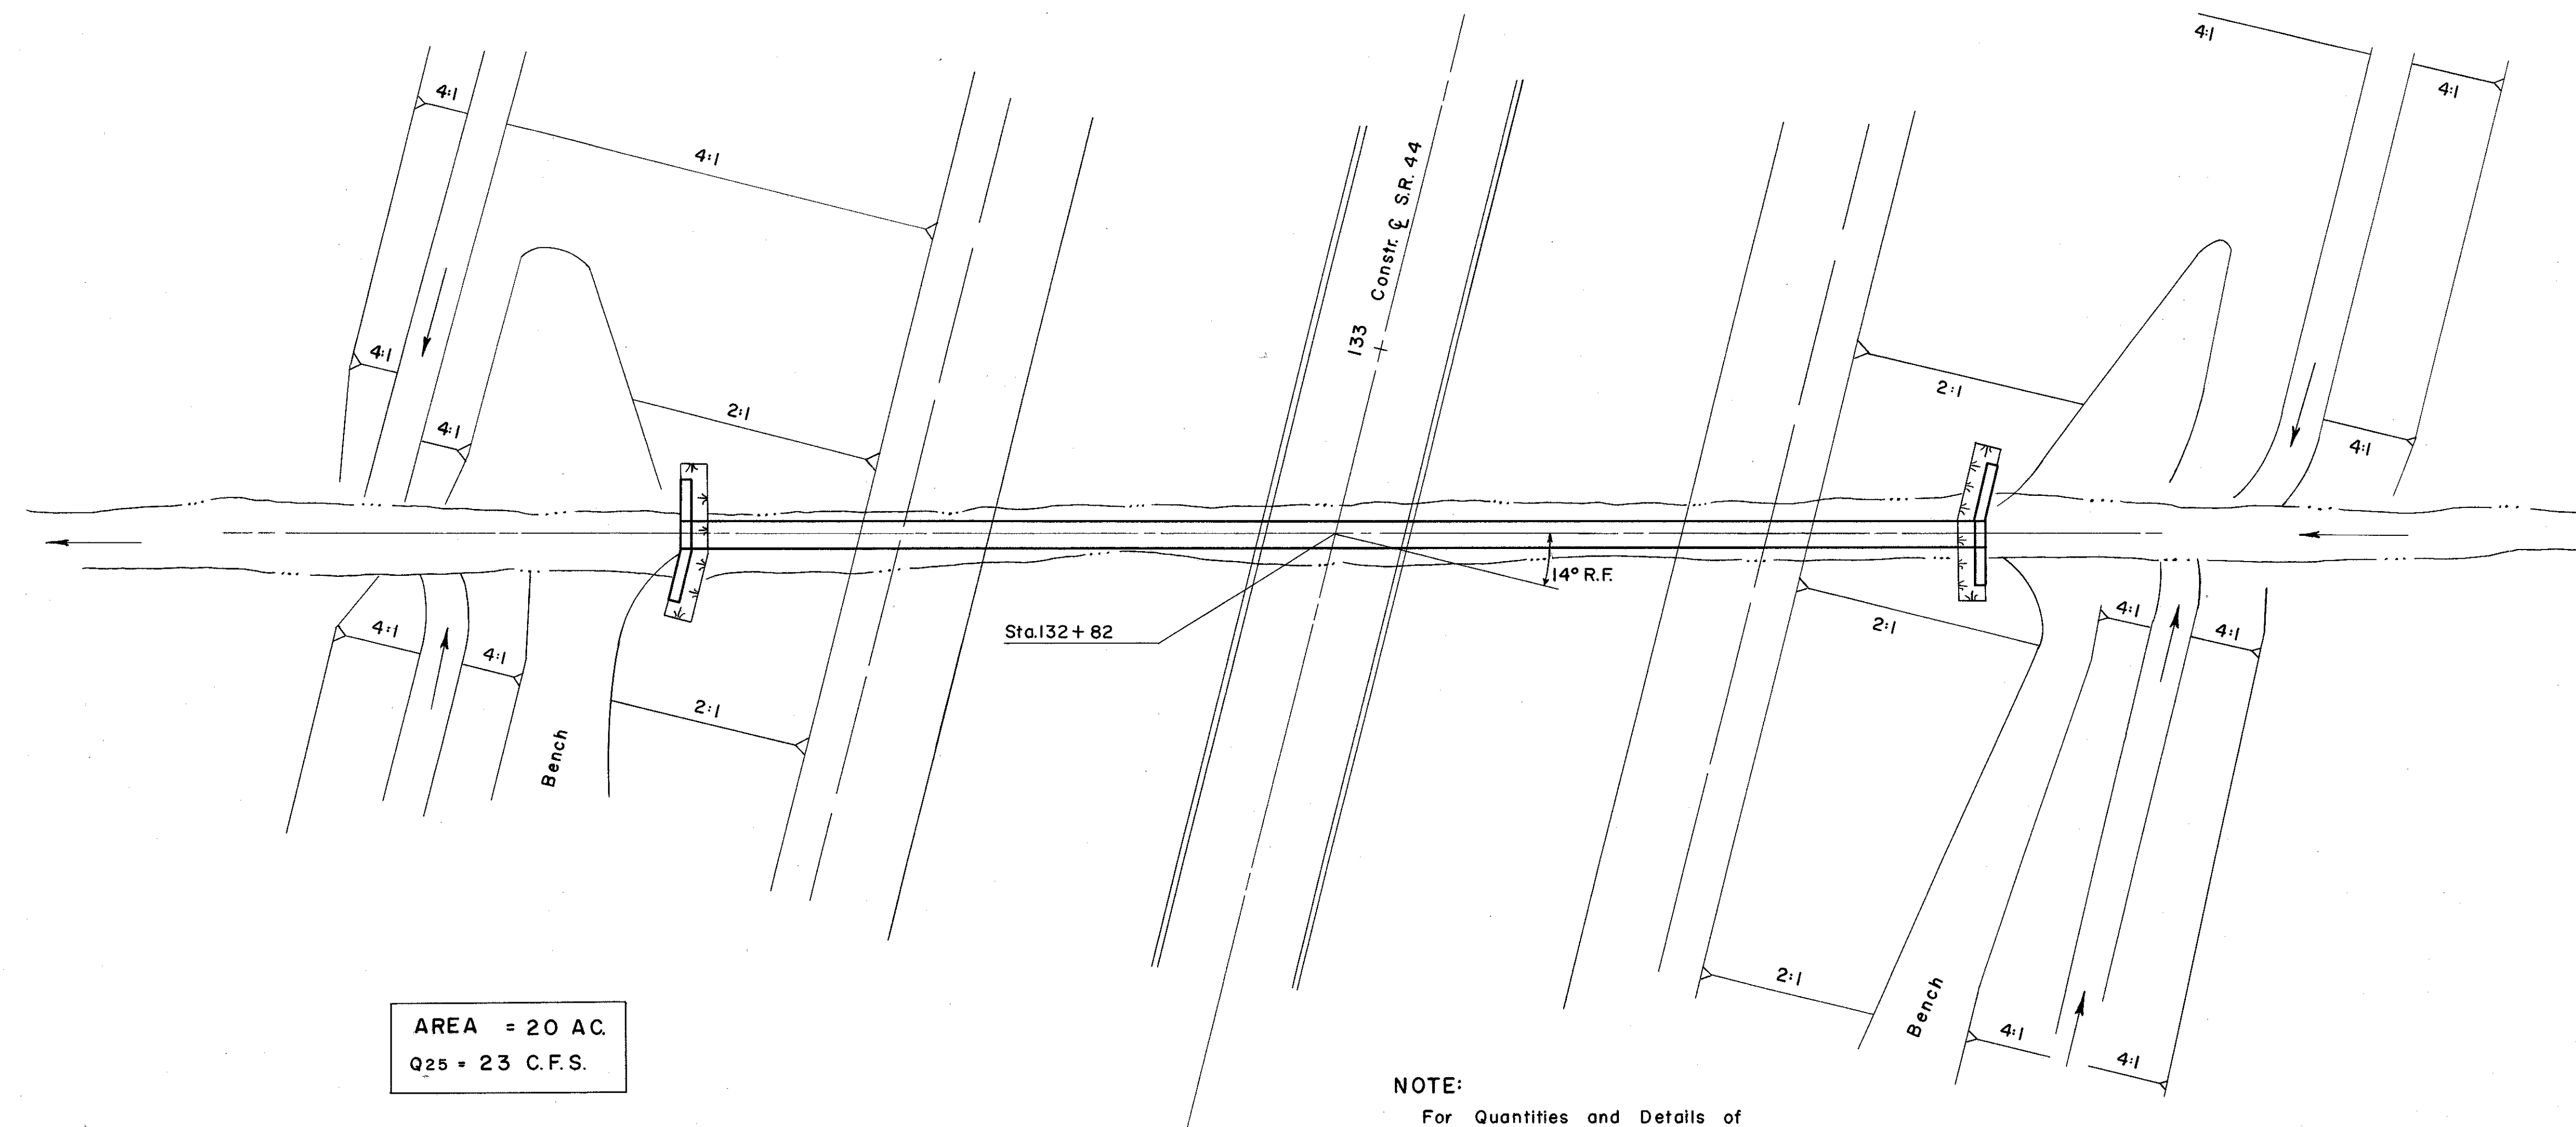 4:1
4:1
4:1
4:1
133 Constr. ℄ S.R. 44
4:1
4:1
4:1
2:1
2:1
4:1
14° R.F.
Sta. 132 + 82
4:1
4:1
2:1
4:1
4:1
2:1
Bench
2:1
Bench
4:1
4:1
AREA = 20 AC.
Q25 = 23 C.F.S.
NOTE:
For Quantities and Details of